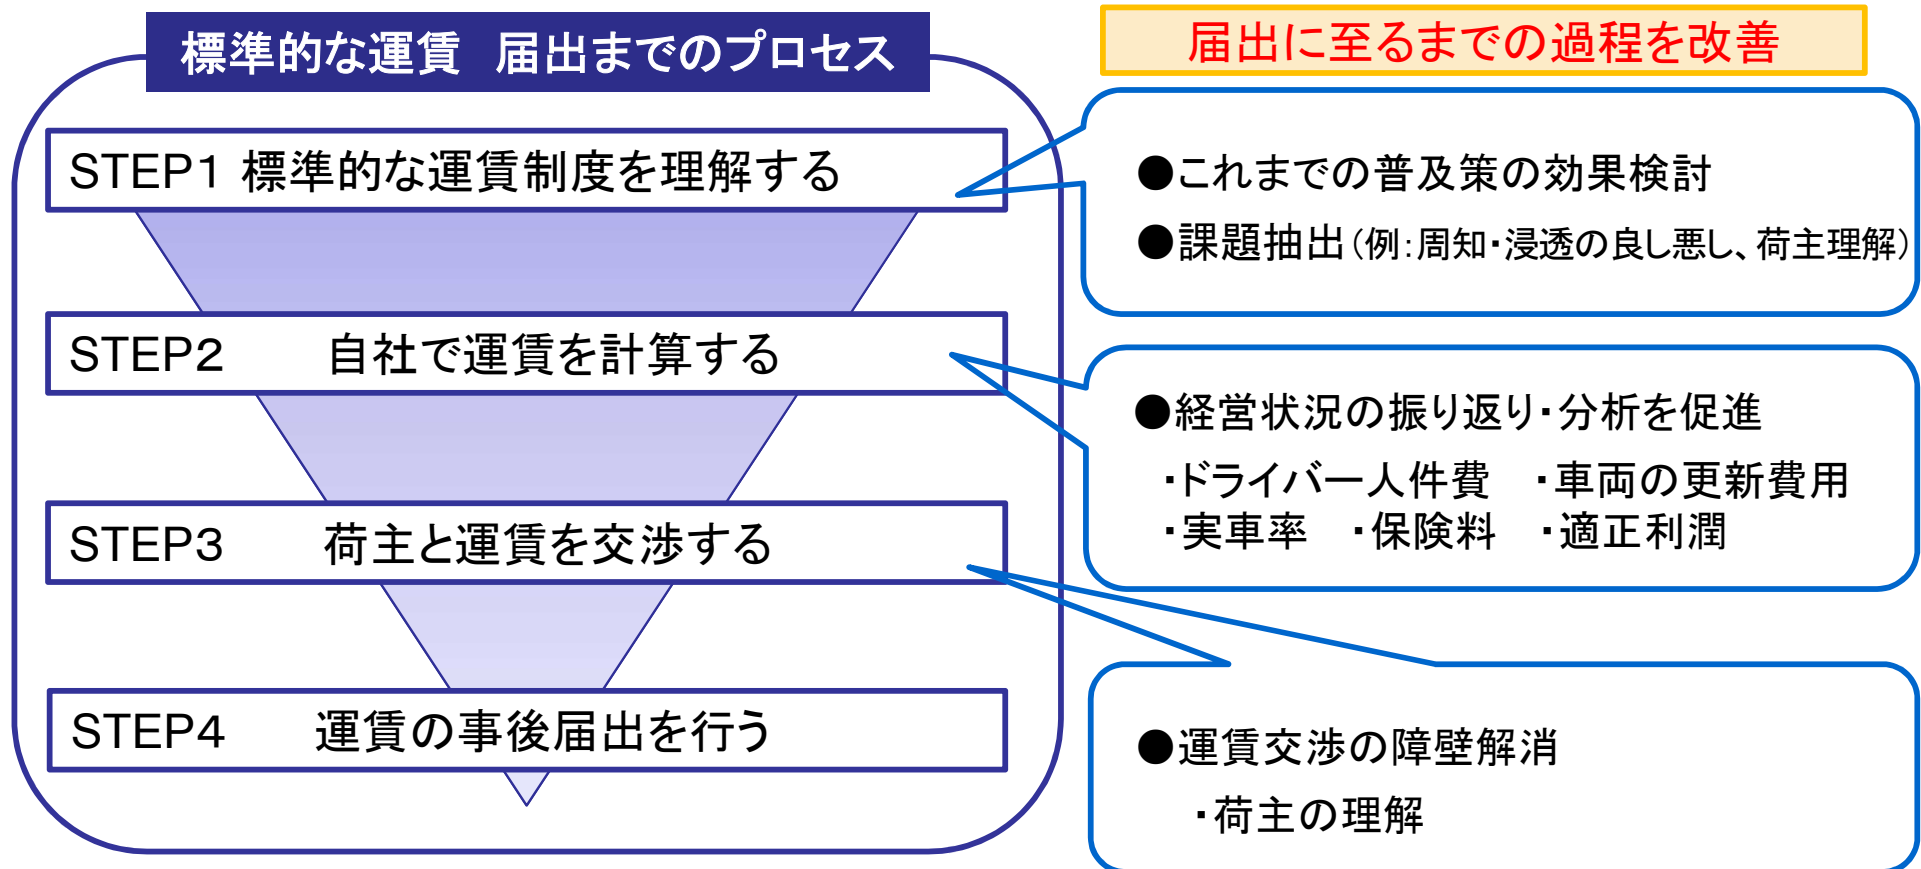 標準的な運賃　届出までのプロセス
STEP1 標準的な運賃制度を理解する
STEP2　自社で運賃を計算する
STEP3　荷主と運賃を交渉する
STEP4　運賃の事後届出を行う
届出に至るまでの過程を改善
●これまでの普及策の効果検討
●課題抽出（例：周知・浸透の良し悪し、荷主理解）
●経営状況の振り返り・分析を促進
・ドライバー人件費　・車両の更新費用
・実車率　・保険料　・適正利潤
●運賃交渉の障壁解消
・荷主の理解